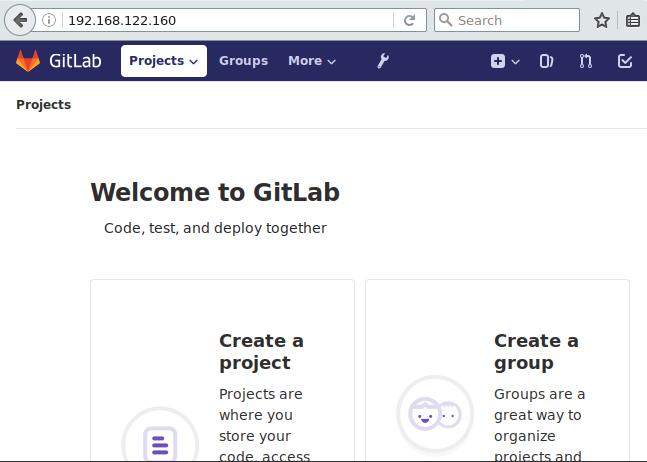 192.168.122.160
Search
GitLab
Projects
Groups
More
Projects
Welcome to GitLab
Code, test, and deploy together
Create a
project
Projects are
where you
store your
code, access
Create a
group
Groups are a
great way to
organize
projects and